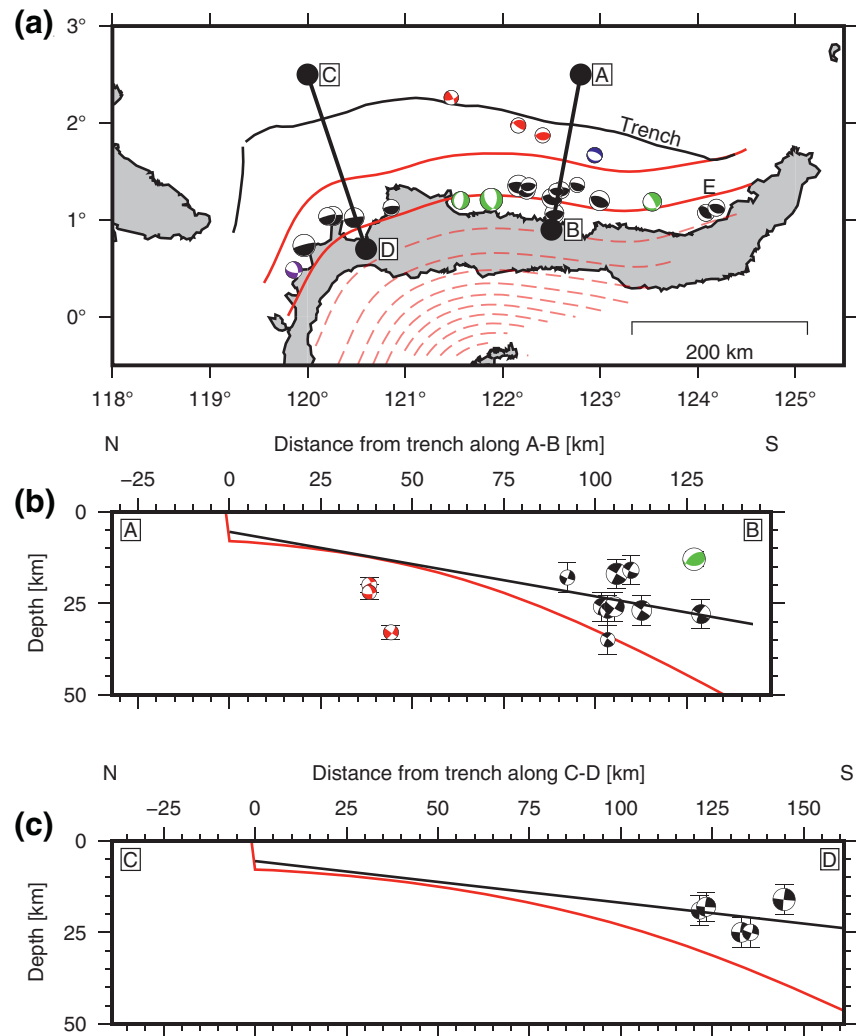 (a)
3°
2°
1°
0°
C
A
Trench
E
B
D
200 km
118° 119° 120° 121° 122° 123° 124° 125°
N Distance from trench along A-B [km] S
−25 0 25 50 75 100 125
(b)
0
25
50
Depth [km]
A
B
N Distance from trench along C-D [km] S
−25 0 25 50 75 100 125 150
(c)
0
25
50
Depth [km]
C
D